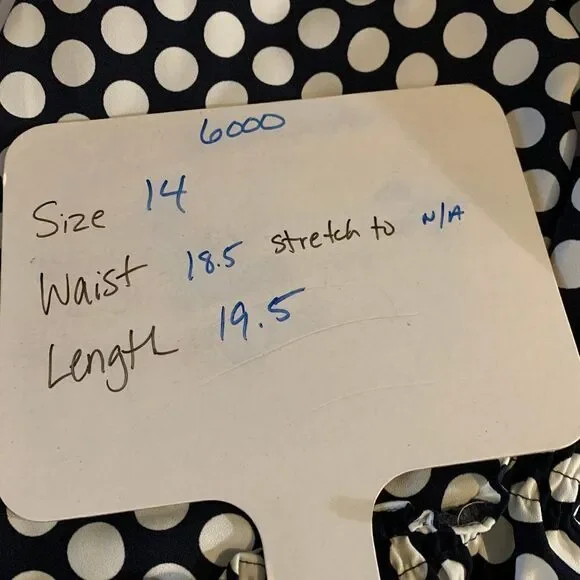 6000
Size 14
Waist 18.5 stretch to N/A
Length 19.5